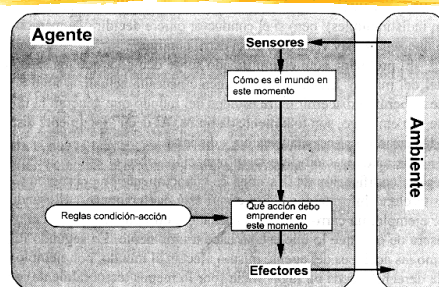 Agente
Sensores
Cómo es el mundo en
este momento
Ambiente
Reglas condición-acción
Qué acción debo
emprender en
este momento
Efectores